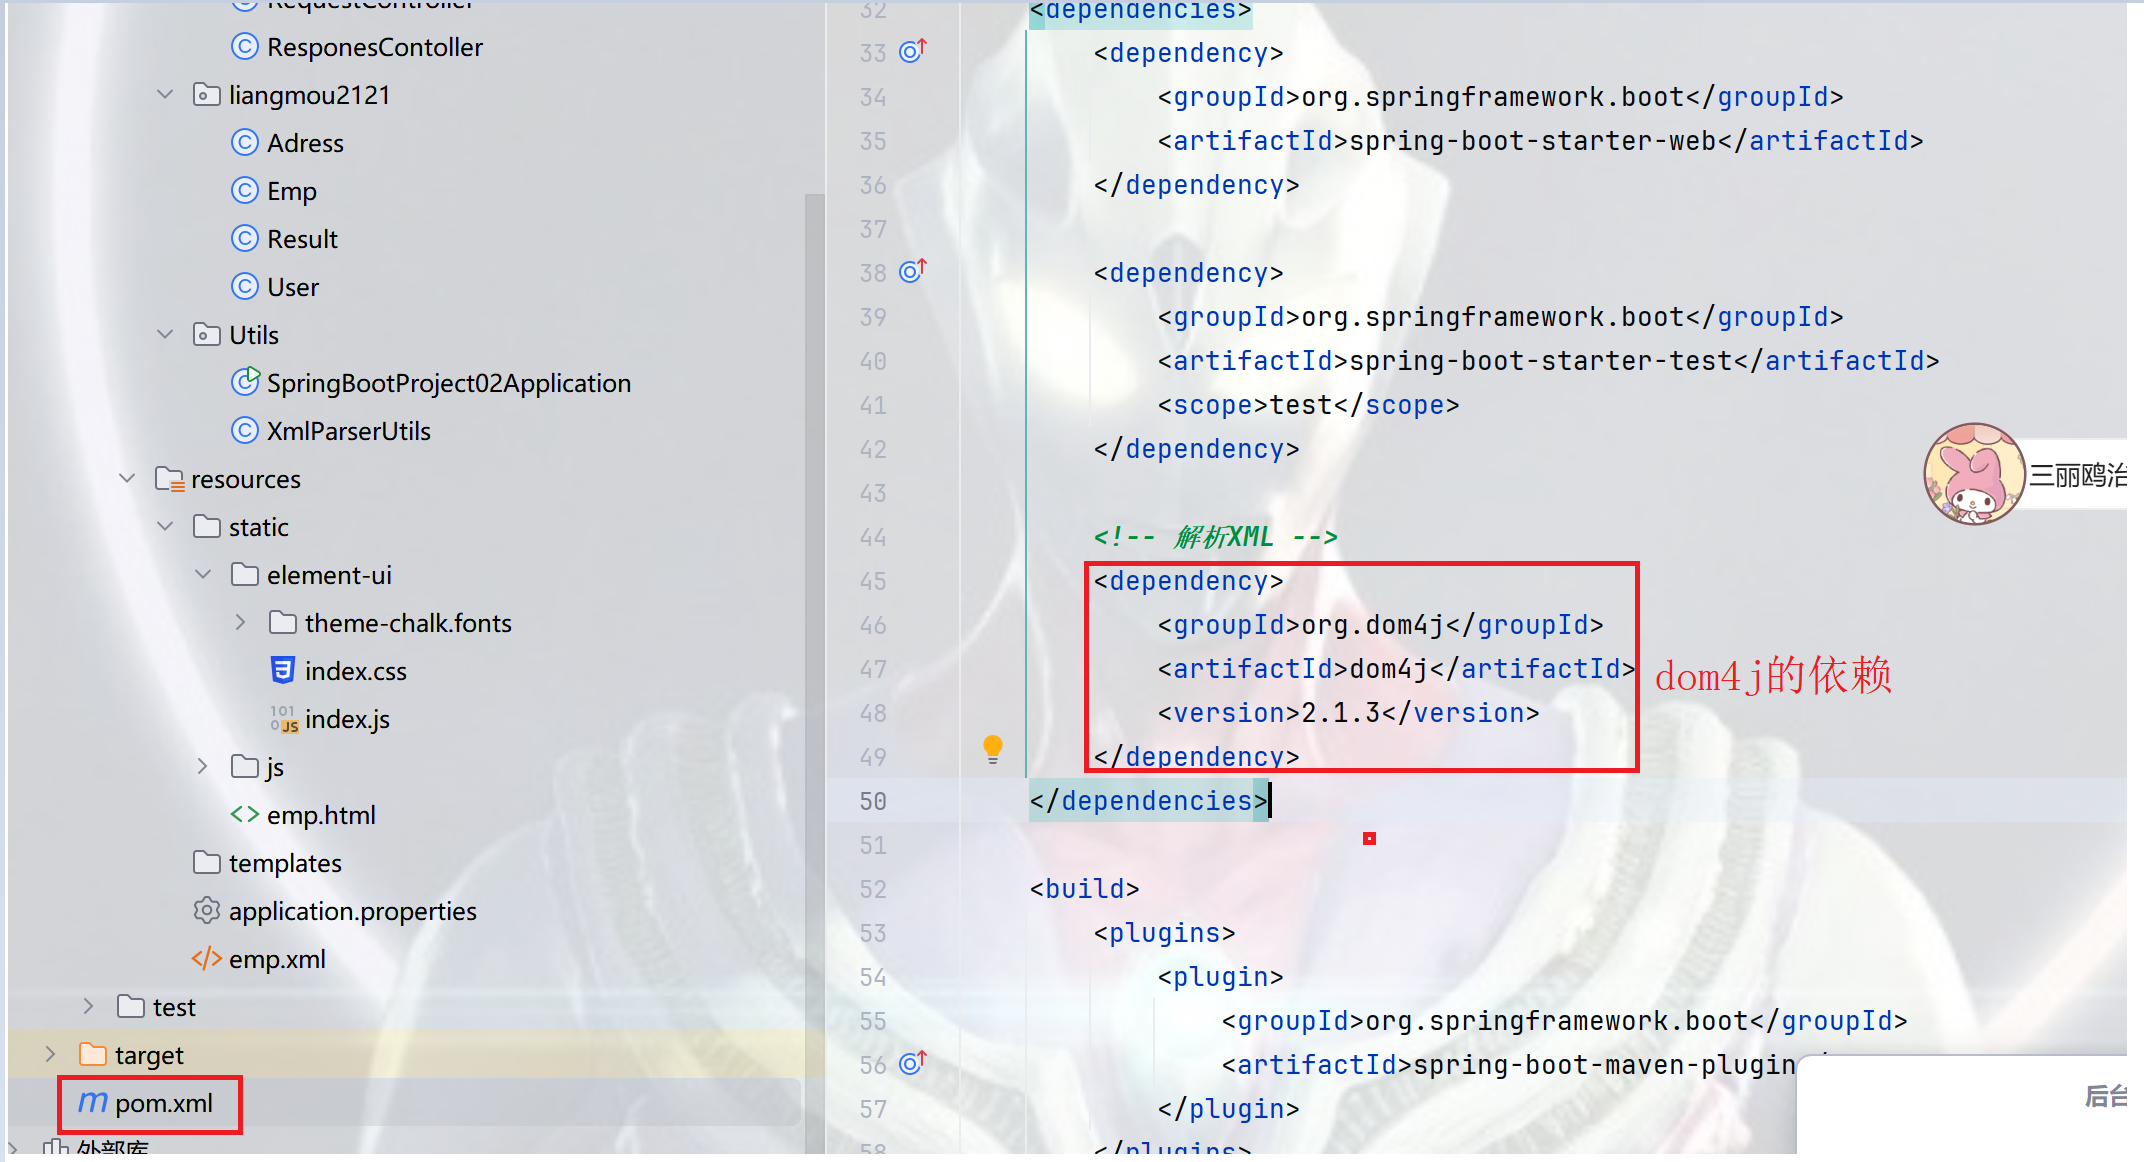 RequestController
ResponesContoller
liangmou2121
Adress
Emp
Result
User
Utils
SpringBootProject02Application
XmlParserUtils
resources
static
element-ui
theme-chalk.fonts
index.css
index.js
js
emp.html
templates
application.properties
emp.xml
test
target
pom.xml
外部库
32 <dependencies>
33 <dependency>
34 <groupId>org.springframework.boot</groupId>
35 <artifactId>spring-boot-starter-web</artifactId>
36 </dependency>
37
38 <dependency>
39 <groupId>org.springframework.boot</groupId>
40 <artifactId>spring-boot-starter-test</artifactId>
41 <scope>test</scope>
42 </dependency>
43
44 <!-- 解析XML -->
45 <dependency>
46 <groupId>org.dom4j</groupId>
47 <artifactId>dom4j</artifactId>
48 <version>2.1.3</version>
49 </dependency>
50 </dependencies>
51
52 <build>
53 <plugins>
54 <plugin>
55 <groupId>org.springframework.boot</groupId>
56 <artifactId>spring-boot-maven-plugin</
57 </plugin>
58 </plugins>
dom4j的依赖
三丽鸥治
后台